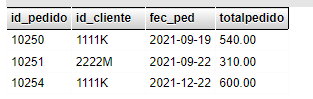 id_pedido id_cliente fec_ped totalpedido
10250 1111K 2021-09-19 540.00
10251 2222M 2021-09-22 310.00
10254 1111K 2021-12-22 600.00